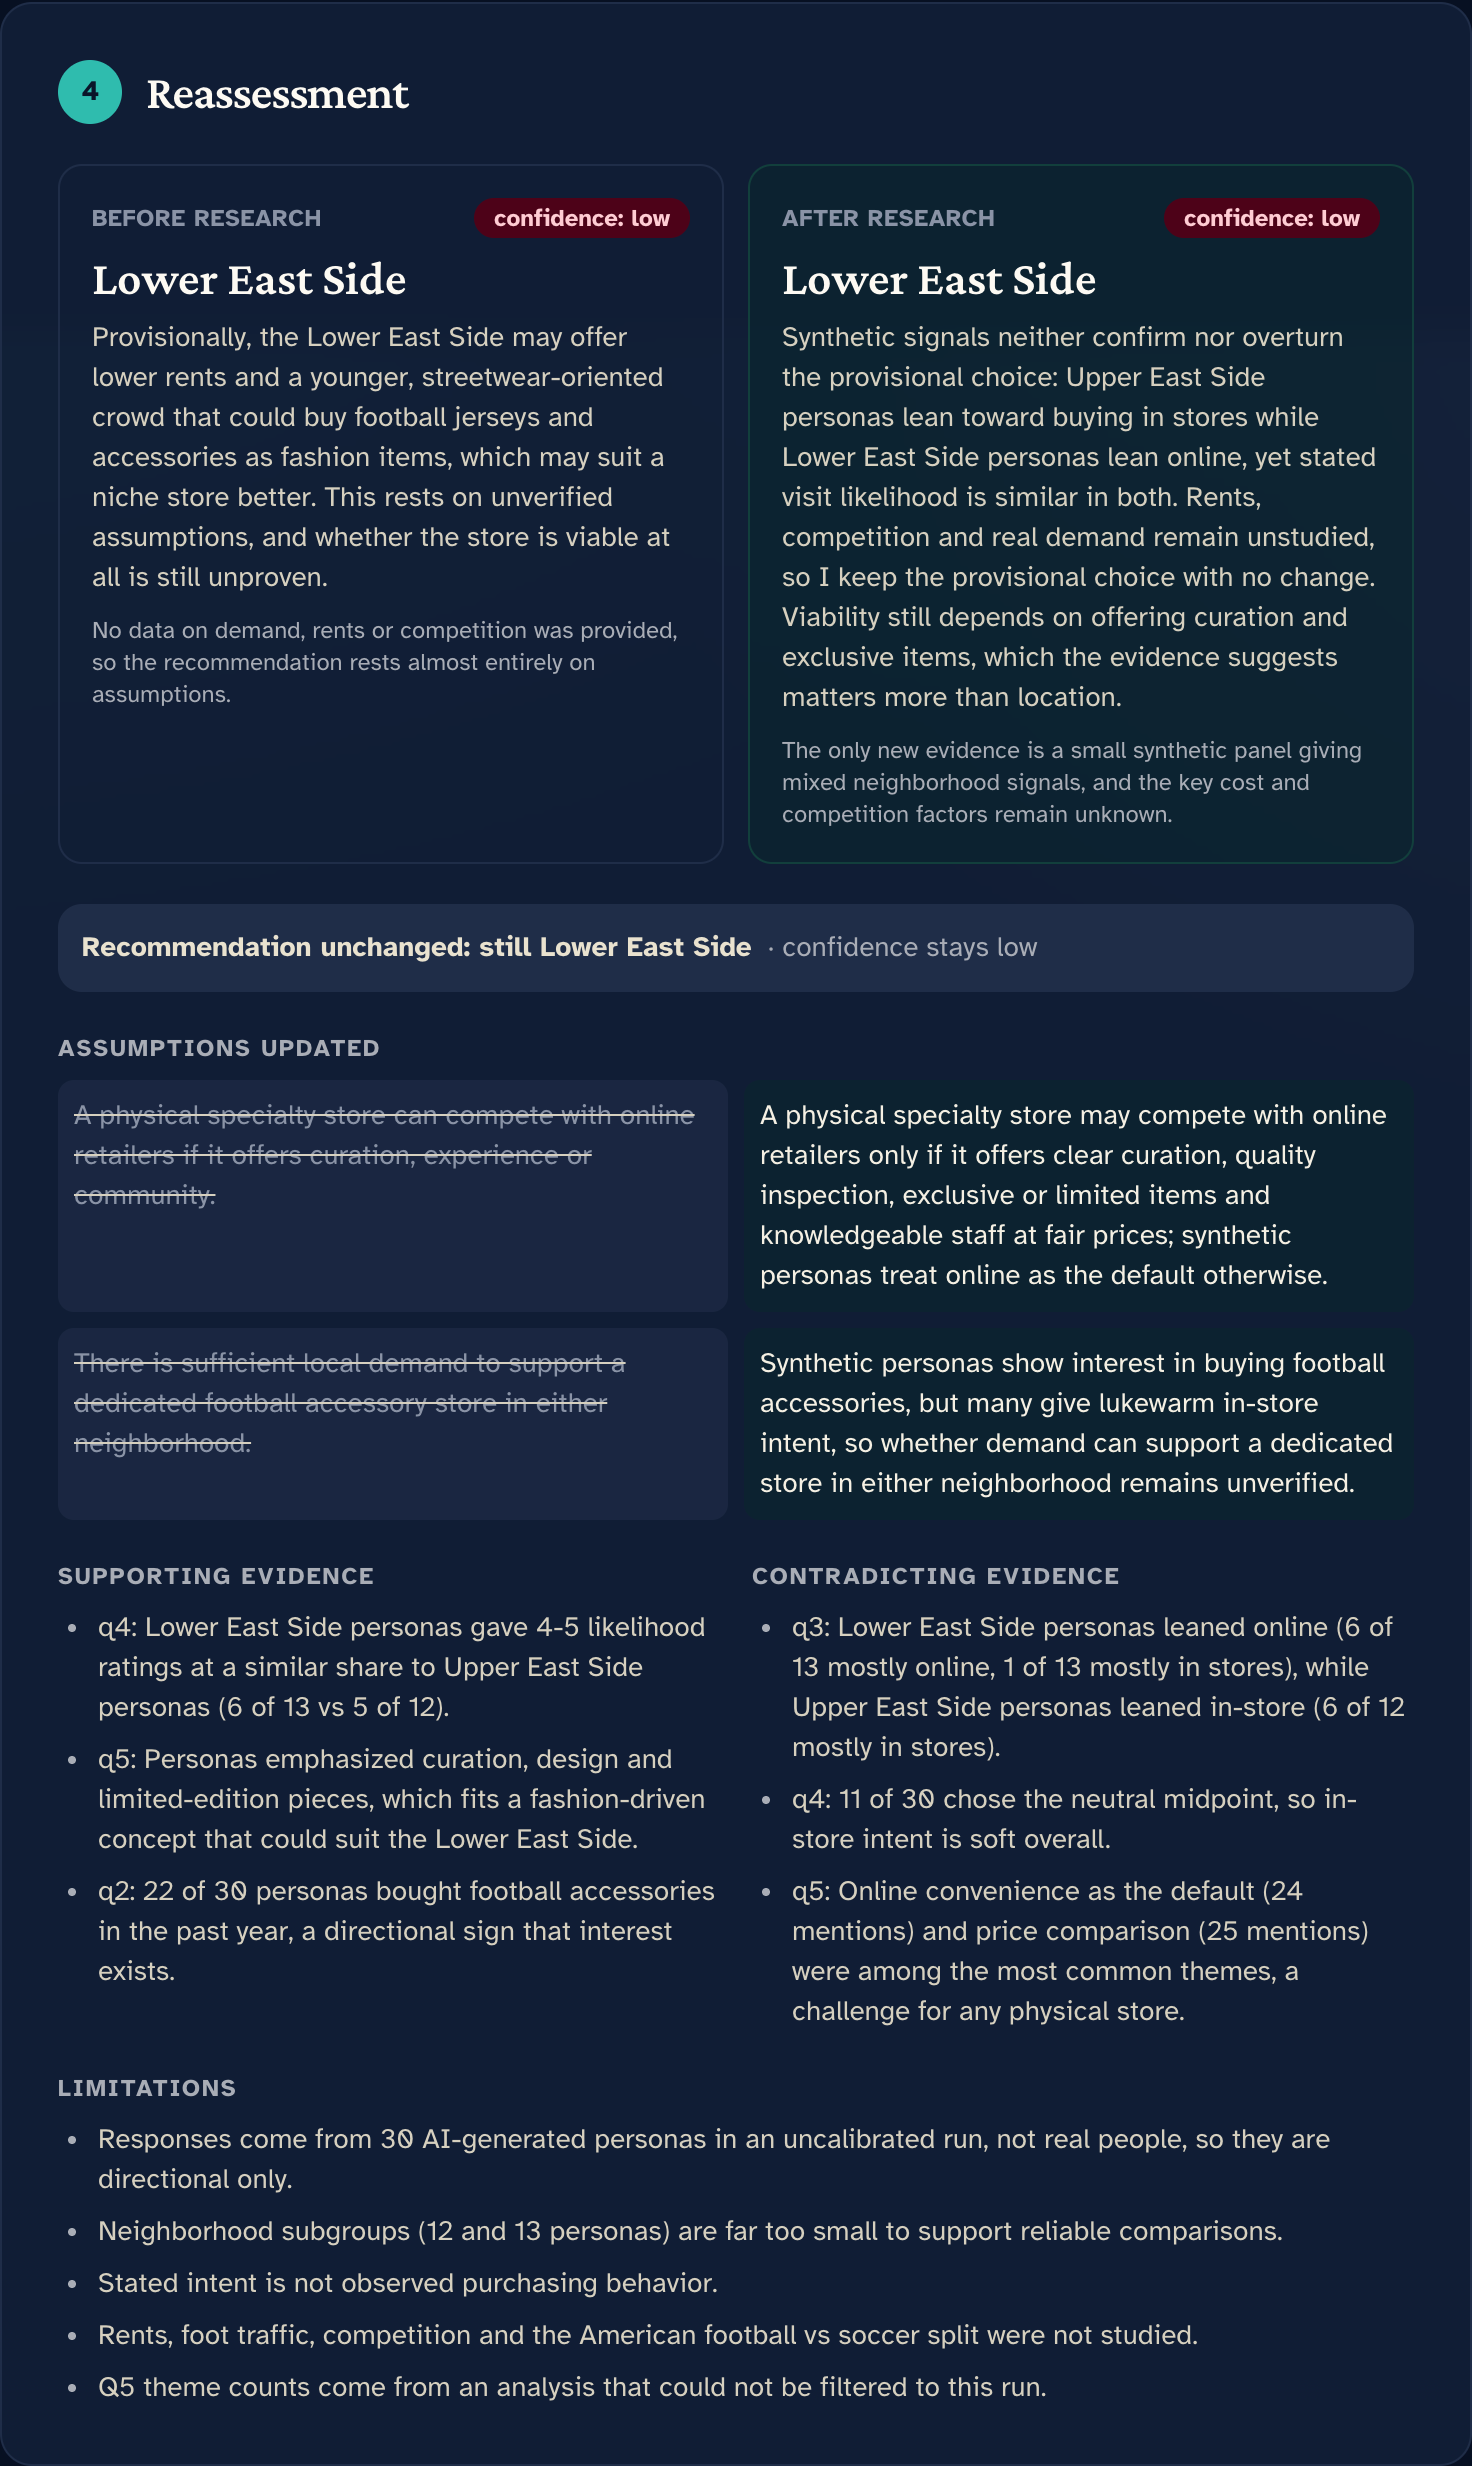 4
Reassessment
BEFORE RESEARCH
confidence: low
Lower East Side
Provisionally, the Lower East Side may offer
lower rents and a younger, streetwear-oriented
crowd that could buy football jerseys and
accessories as fashion items, which may suit a
niche store better. This rests on unverified
assumptions, and whether the store is viable at
all is still unproven.
No data on demand, rents or competition was provided,
so the recommendation rests almost entirely on
assumptions.
AFTER RESEARCH
confidence: low
Lower East Side
Synthetic signals neither confirm nor overturn
the provisional choice: Upper East Side
personas lean toward buying in stores while
Lower East Side personas lean online, yet stated
visit likelihood is similar in both. Rents,
competition and real demand remain unstudied,
so I keep the provisional choice with no change.
Viability still depends on offering curation and
exclusive items, which the evidence suggests
matters more than location.
The only new evidence is a small synthetic panel giving
mixed neighborhood signals, and the key cost and
competition factors remain unknown.
Recommendation unchanged: still Lower East Side · confidence stays low
ASSUMPTIONS UPDATED
A physical specialty store can compete with online
retailers if it offers curation, experience or
community.
A physical specialty store may compete with online
retailers only if it offers clear curation, quality
inspection, exclusive or limited items and
knowledgeable staff at fair prices; synthetic
personas treat online as the default otherwise.
There is sufficient local demand to support a
dedicated football accessory store in either
neighborhood.
Synthetic personas show interest in buying football
accessories, but many give lukewarm in-store
intent, so whether demand can support a dedicated
store in either neighborhood remains unverified.
SUPPORTING EVIDENCE
• q4: Lower East Side personas gave 4-5 likelihood
ratings at a similar share to Upper East Side
personas (6 of 13 vs 5 of 12).
• q5: Personas emphasized curation, design and
limited-edition pieces, which fits a fashion-driven
concept that could suit the Lower East Side.
• q2: 22 of 30 personas bought football accessories
in the past year, a directional sign that interest
exists.
CONTRADICTING EVIDENCE
• q3: Lower East Side personas leaned online (6 of
13 mostly online, 1 of 13 mostly in stores), while
Upper East Side personas leaned in-store (6 of 12
mostly in stores).
• q4: 11 of 30 chose the neutral midpoint, so in-
store intent is soft overall.
• q5: Online convenience as the default (24
mentions) and price comparison (25 mentions)
were among the most common themes, a
challenge for any physical store.
LIMITATIONS
• Responses come from 30 AI-generated personas in an uncalibrated run, not real people, so they are
directional only.
• Neighborhood subgroups (12 and 13 personas) are far too small to support reliable comparisons.
• Stated intent is not observed purchasing behavior.
• Rents, foot traffic, competition and the American football vs soccer split were not studied.
• Q5 theme counts come from an analysis that could not be filtered to this run.